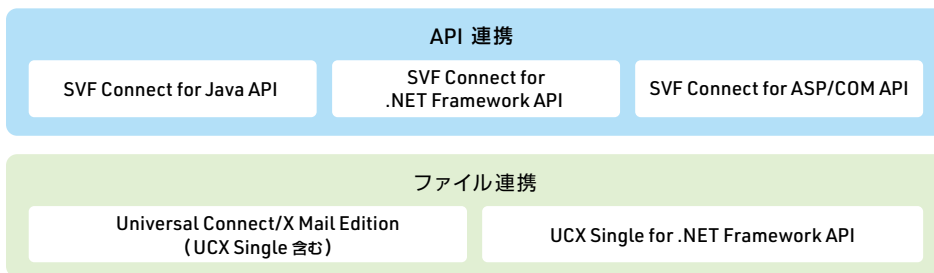 API 連携
SVF Connect for Java API
SVF Connect for
.NET Framework API
SVF Connect for ASP/COM API
ファイル連携
Universal Connect/X Mail Edition
(UCX Single 含む)
UCX Single for .NET Framework API